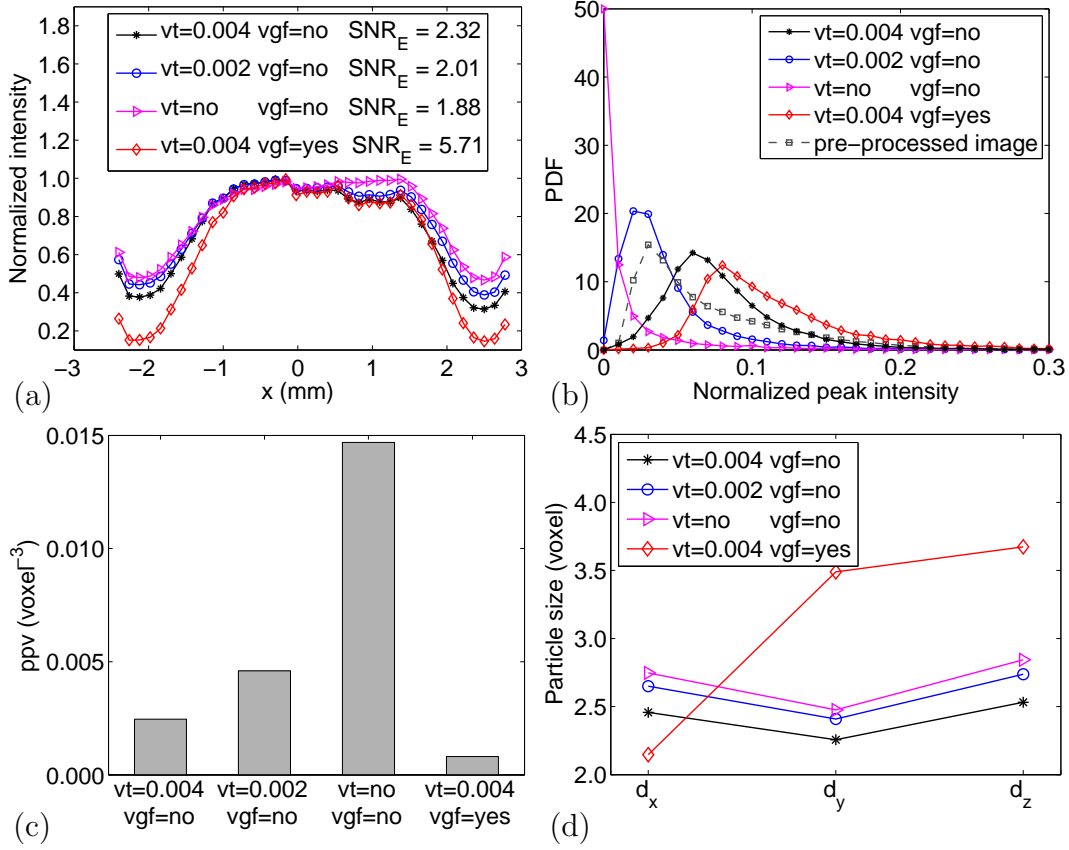 1.8
1.6
1.4
1.2
1.0
0.8
0.6
0.4
0.2
Normalized intensity
vt=0.004 vgf=no SNR_E = 2.32
vt=0.002 vgf=no SNR_E = 2.01
vt=no vgf=no SNR_E = 1.88
vt=0.004 vgf=yes SNR_E = 5.71
−3 −2 −1 0 1 2 3
x (mm)
(a)
50
40
30
20
10
0
PDF
vt=0.004 vgf=no
vt=0.002 vgf=no
vt=no vgf=no
vt=0.004 vgf=yes
pre−processed image
0 0.1 0.2 0.3
Normalized peak intensity
(b)
0.015
0.010
0.005
0.000
ppv (voxel⁻³)
vt=0.004 vt=0.002 vt=no vt=0.004
vgf=no vgf=no vgf=no vgf=yes
(c)
4.5
4.0
3.5
3.0
2.5
2.0
Particle size (voxel)
vt=0.004 vgf=no
vt=0.002 vgf=no
vt=no vgf=no
vt=0.004 vgf=yes
d_x d_y d_z
(d)